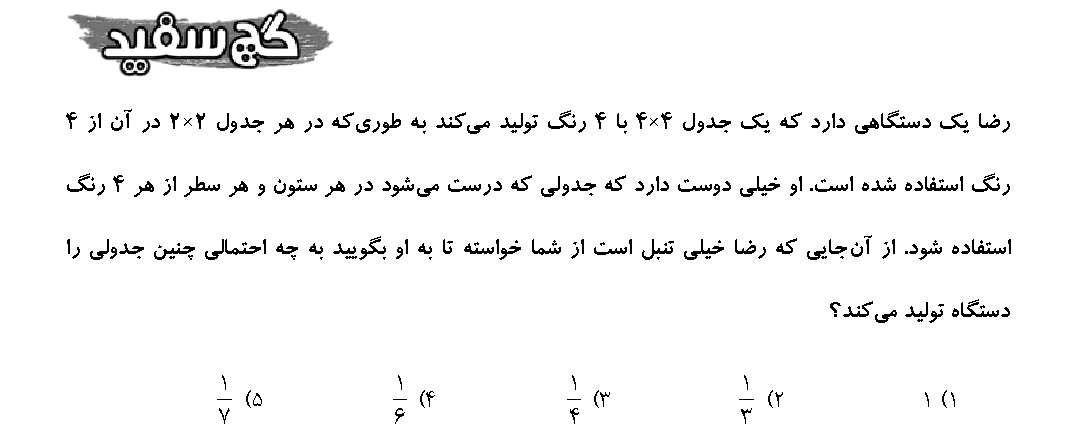 گچ سفید
رضا یک دستگاهی دارد که یک جدول ۴×۴ با ۴ رنگ تولید می‌کند به طوری‌که در هر جدول ۲×۲ در آن از ۴
رنگ استفاده شده است. او خیلی دوست دارد که جدولی که درست می‌شود در هر ستون و هر سطر از هر ۴ رنگ
استفاده شود. از آن‌جایی که رضا خیلی تنبل است از شما خواسته تا به او بگویید به چه احتمالی چنین جدولی را
دستگاه تولید می‌کند؟
۱) ۱ ۲) ۱/۳ ۳) ۱/۴ ۴) ۱/۶ ۵) ۱/۷